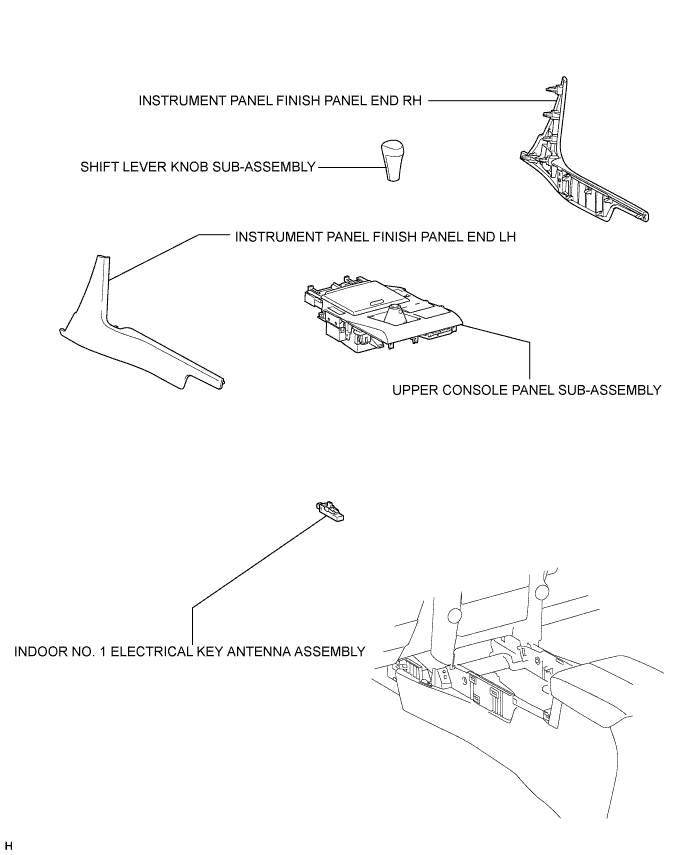 INSTRUMENT PANEL FINISH PANEL END RH
SHIFT LEVER KNOB SUB-ASSEMBLY
INSTRUMENT PANEL FINISH PANEL END LH
UPPER CONSOLE PANEL SUB-ASSEMBLY
INDOOR NO. 1 ELECTRICAL KEY ANTENNA ASSEMBLY
H